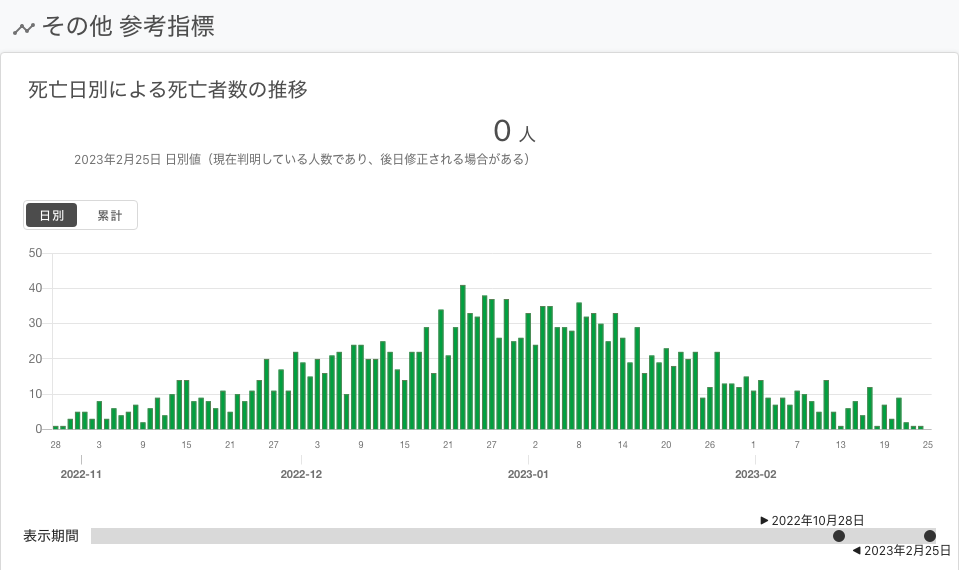 その他 参考指標
死亡日別による死亡者数の推移
0 人
2023年2月25日 日別値（現在判明している人数であり、後日修正される場合がある）
日別 累計
50
40
30
20
10
0
28 3 9 15 21 27 3 9 15 21 27 2 8 14 20 26 1 7 13 19 25
2022-11 2022-12 2023-01 2023-02
▶ 2022年10月28日
表示期間
◀ 2023年2月25日